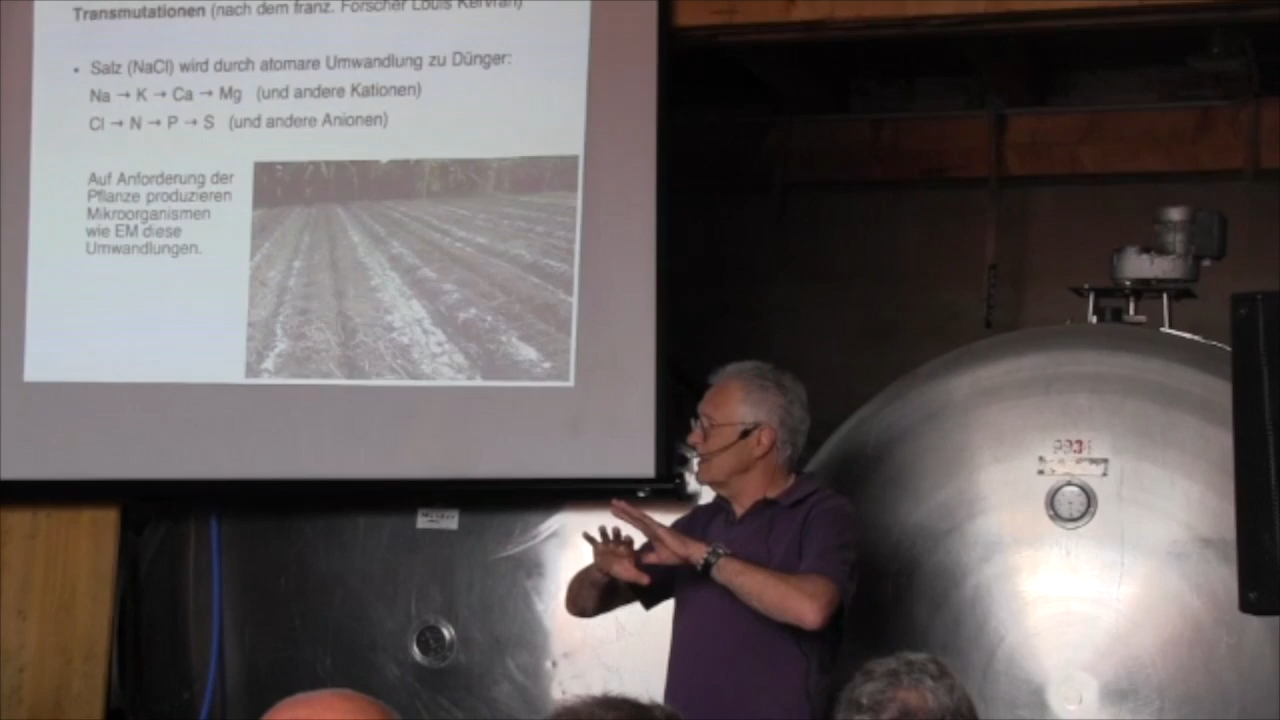 Transmutationen (nach dem franz. Forscher Louis Kervran)
• Salz (NaCl) wird durch atomare Umwandlung zu Dünger:
Na → K → Ca → Mg (und andere Kationen)
Cl → N → P → S (und andere Anionen)
Auf Anforderung der
Pflanze produzieren
Mikroorganismen
wie EM diese
Umwandlungen.